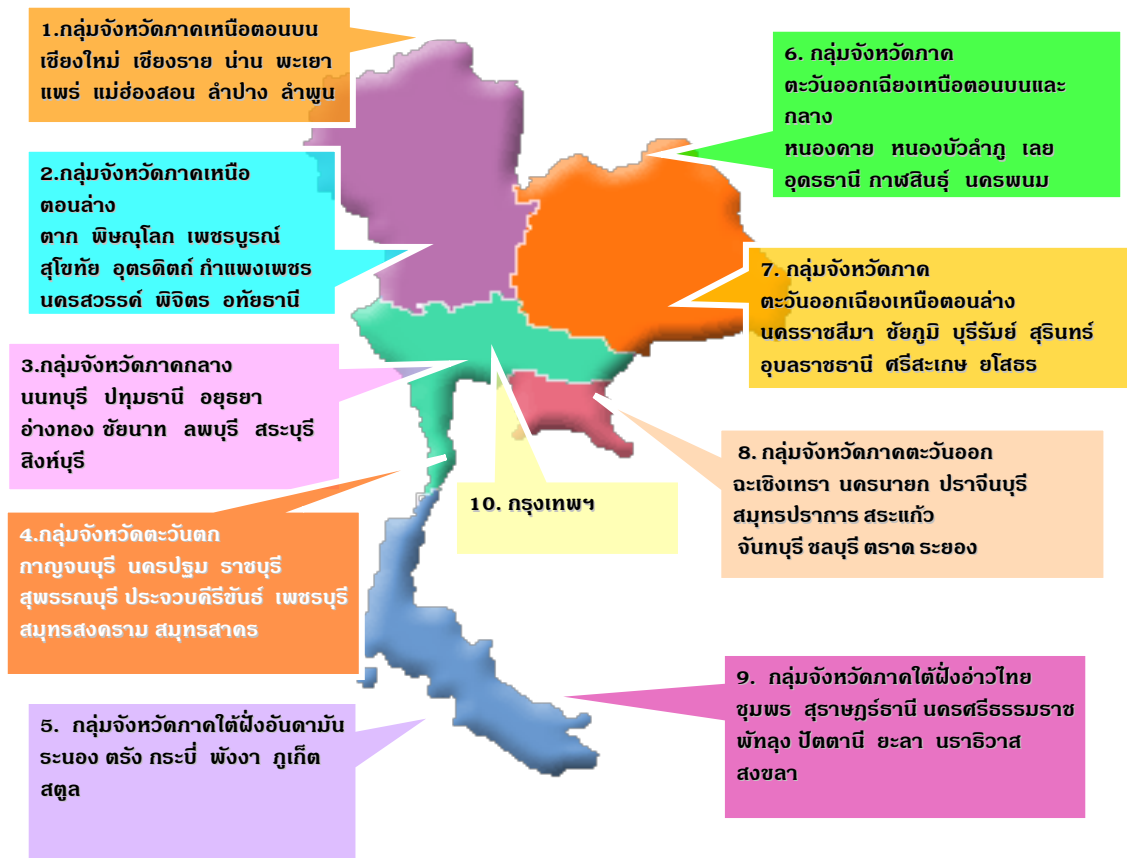 1.กลุ่มจังหวัดภาคเหนือตอนบน
เชียงใหม่ เชียงราย น่าน พะเยา
แพร่ แม่ฮ่องสอน ลำปาง ลำพูน
2.กลุ่มจังหวัดภาคเหนือ
ตอนล่าง
ตาก พิษณุโลก เพชรบูรณ์
สุโขทัย อุตรดิตถ์ กำแพงเพชร
นครสวรรค์ พิจิตร อทัยธานี
3.กลุ่มจังหวัดภาคกลาง
นนทบุรี ปทุมธานี อยุธยา
อ่างทอง ชัยนาท ลพบุรี สระบุรี
สิงห์บุรี
4.กลุ่มจังหวัดตะวันตก
กาญจนบุรี นครปฐม ราชบุรี
สุพรรณบุรี ประจวบคีรีขันธ์ เพชรบุรี
สมุทรสงคราม สมุทรสาคร
5. กลุ่มจังหวัดภาคใต้ฝั่งอันดามัน
ระนอง ตรัง กระบี่ พังงา ภูเก็ต
สตูล
6. กลุ่มจังหวัดภาค
ตะวันออกเฉียงเหนือตอนบนและ
กลาง
หนองคาย หนองบัวลำภู เลย
อุดรธานี กาฬสินธุ์ นครพนม
7. กลุ่มจังหวัดภาค
ตะวันออกเฉียงเหนือตอนล่าง
นครราชสีมา ชัยภูมิ บุรีรัมย์ สุรินทร์
อุบลราชธานี ศรีสะเกษ ยโสธร
8. กลุ่มจังหวัดภาคตะวันออก
ฉะเชิงเทรา นครนายก ปราจีนบุรี
สมุทรปราการ สระแก้ว
จันทบุรี ชลบุรี ตราด ระยอง
9. กลุ่มจังหวัดภาคใต้ฝั่งอ่าวไทย
ชุมพร สุราษฏร์ธานี นครศรีธรรมราช
พัทลุง ปัตตานี ยะลา นราธิวาส
สงขลา
10. กรุงเทพฯ